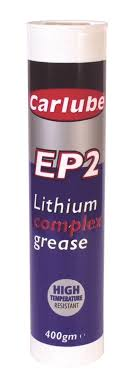 Carlube
EP2
Lithium
complex
grease
HIGH
TEMPERATURE
RESISTANT
400gm e